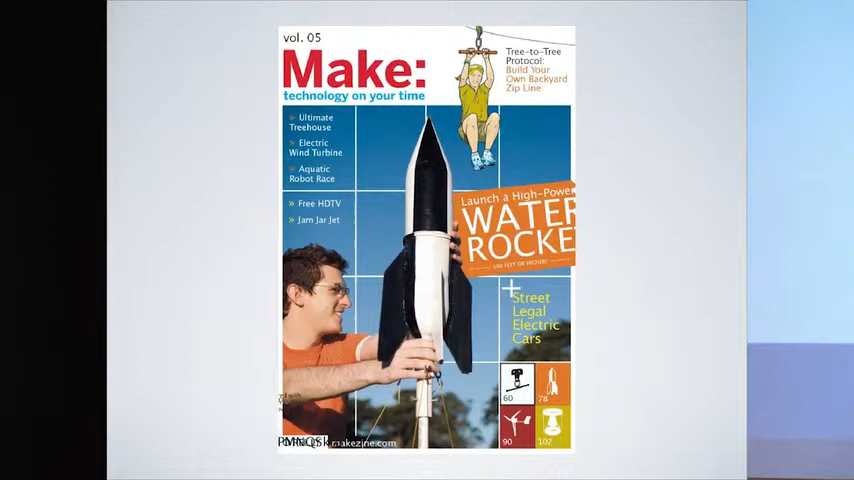 vol. 05
Make:
technology on your time
Tree-to-Tree
Protocol:
Build Your
Own Backyard
Zip Line
» Ultimate
Treehouse
» Electric
Wind Turbine
» Aquatic
Robot Race
» Free HDTV
» Jam Jar Jet
Launch a High-Power
WATER
ROCKE
100 FEET OR HIGHER!
+
Street
Legal
Electric
Cars
60
78
90
102
makezine.com